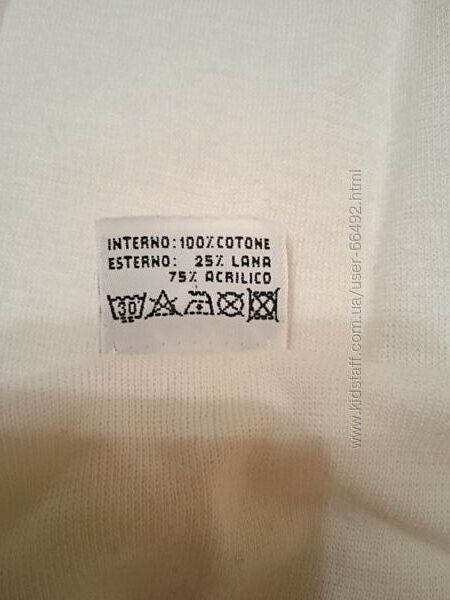 INTERNO: 100% COTONE
ESTERNO: 25% LANA
75% ACRILICO
30
www.kidstaff.com.ua/user-66492.html